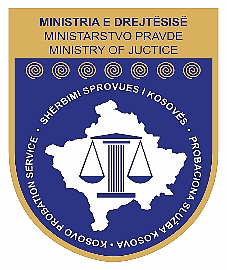 MINISTRIA E DREJTËSISË
MINISTARSTVO PRAVDE
MINISTRY OF JUCTICE
SHËRBIMI SPROVUES I KOSOVËS •
PROBACIONA SLUŽBA KOSOVA •
KOSOVO PROBATION SERVICE •